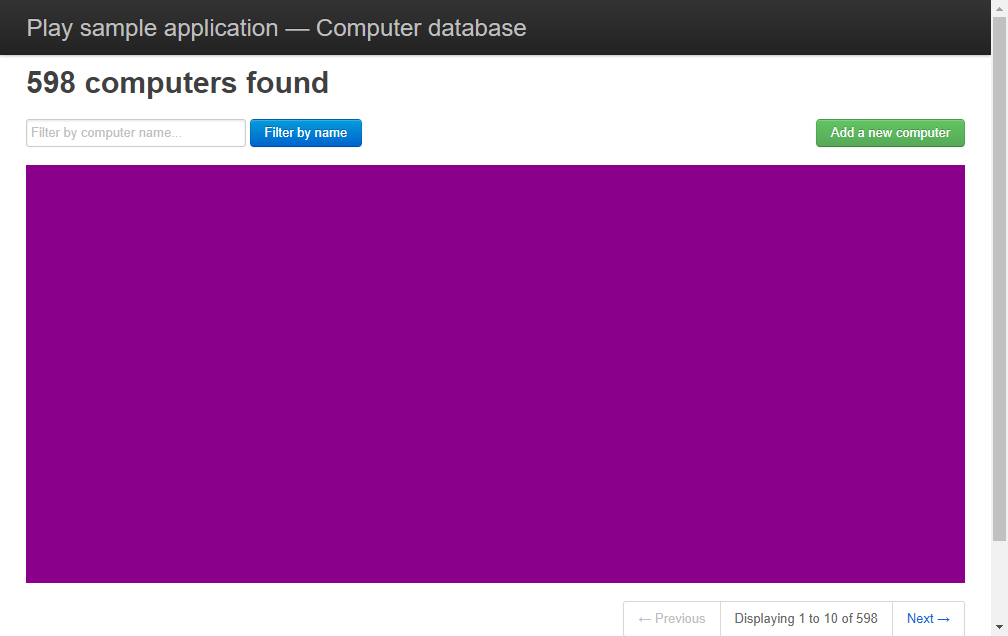 Play sample application — Computer database
598 computers found
Filter by computer name...
Filter by name
Add a new computer
← Previous
Displaying 1 to 10 of 598
Next →